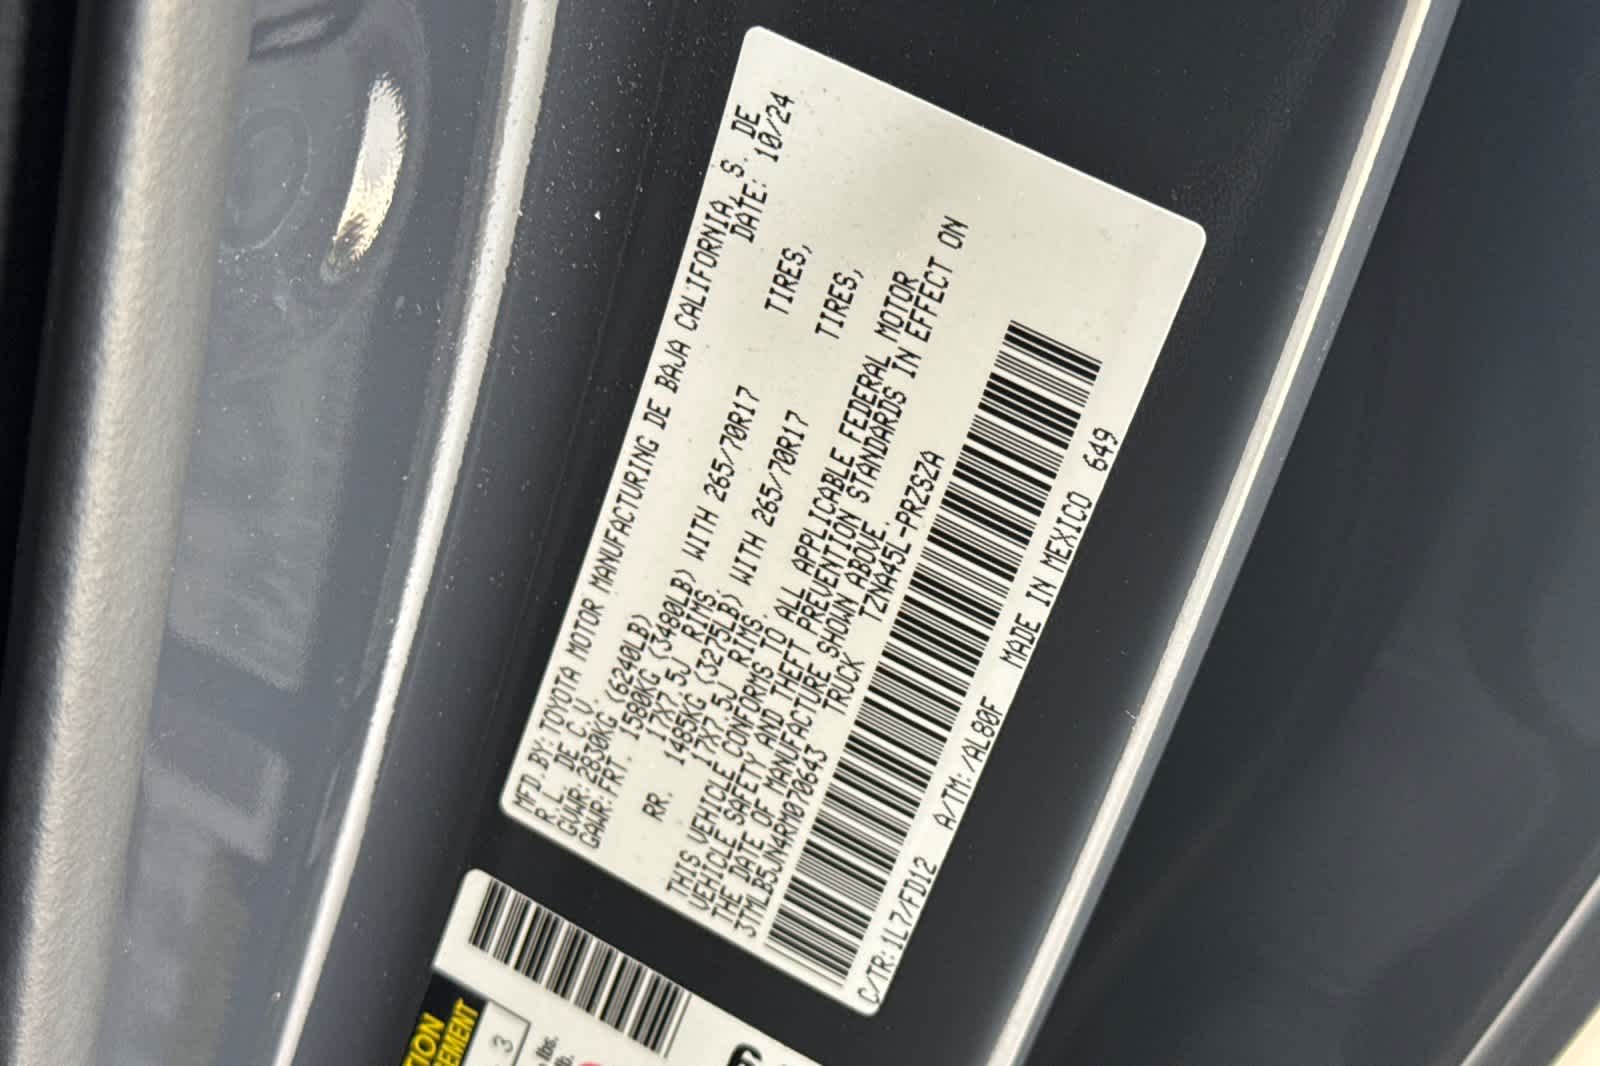 MFD. BY: TOYOTA MOTOR MANUFACTURING DE BAJA CALIFORNIA, S. DE
R.L. DE C.V. DATE: 10/24
GVWR: 2830KG (6240LB)
GAWR: FRT. 1580KG (3480LB) WITH 265/70R17 TIRES,
17X7.5J RIMS
RR. 1485KG (3275LB) WITH 265/70R17 TIRES,
17X7.5J RIMS
THIS VEHICLE CONFORMS TO ALL APPLICABLE FEDERAL MOTOR
VEHICLE SAFETY AND THEFT PREVENTION STANDARDS IN EFFECT ON
THE DATE OF MANUFACTURE SHOWN ABOVE.
3TMLB5JN4RM070643 TRUCK TZNA45L-PRZSZA
C/TR: 1L7/FD12 A/TM: /AL80F MADE IN MEXICO 649
3
lbs.